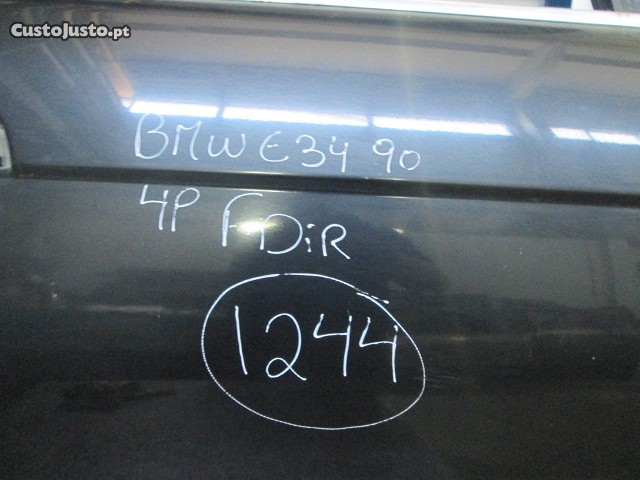 CustoJusto.pt
BMW E34 90
4P F DiR
1244